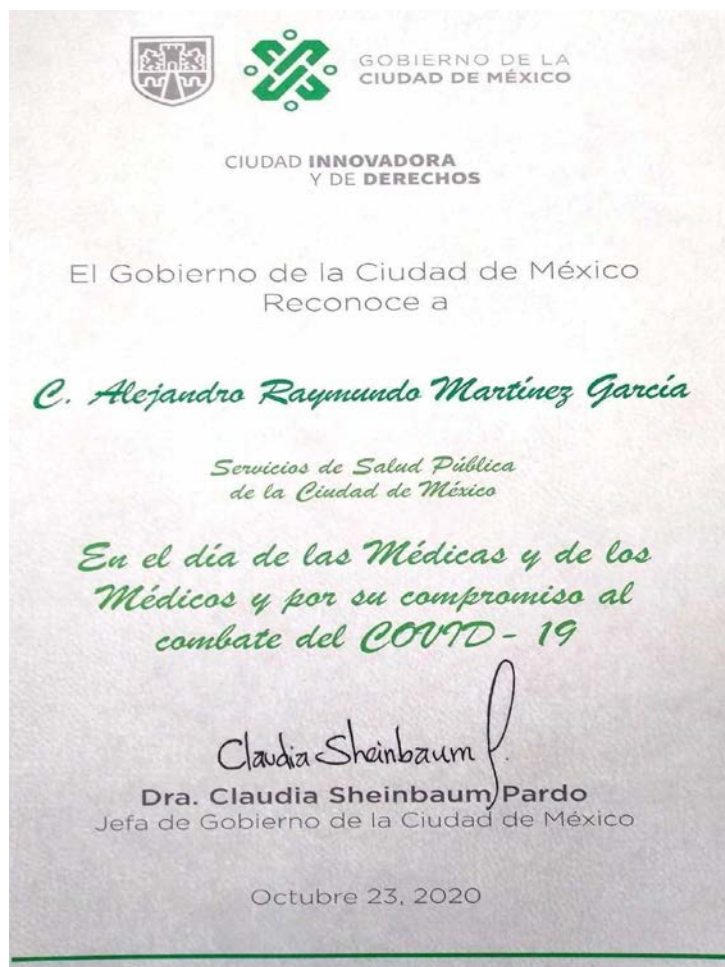 GOBIERNO DE LA
CIUDAD DE MÉXICO
CIUDAD INNOVADORA
Y DE DERECHOS
El Gobierno de la Ciudad de México
Reconoce a
C. Alejandro Raymundo Martínez García
Servicios de Salud Pública
de la Ciudad de México
En el día de las Médicas y de los
Médicos y por su compromiso al
combate del COVID- 19
Claudia Sheinbaum P.
Dra. Claudia Sheinbaum Pardo
Jefa de Gobierno de la Ciudad de México
Octubre 23, 2020